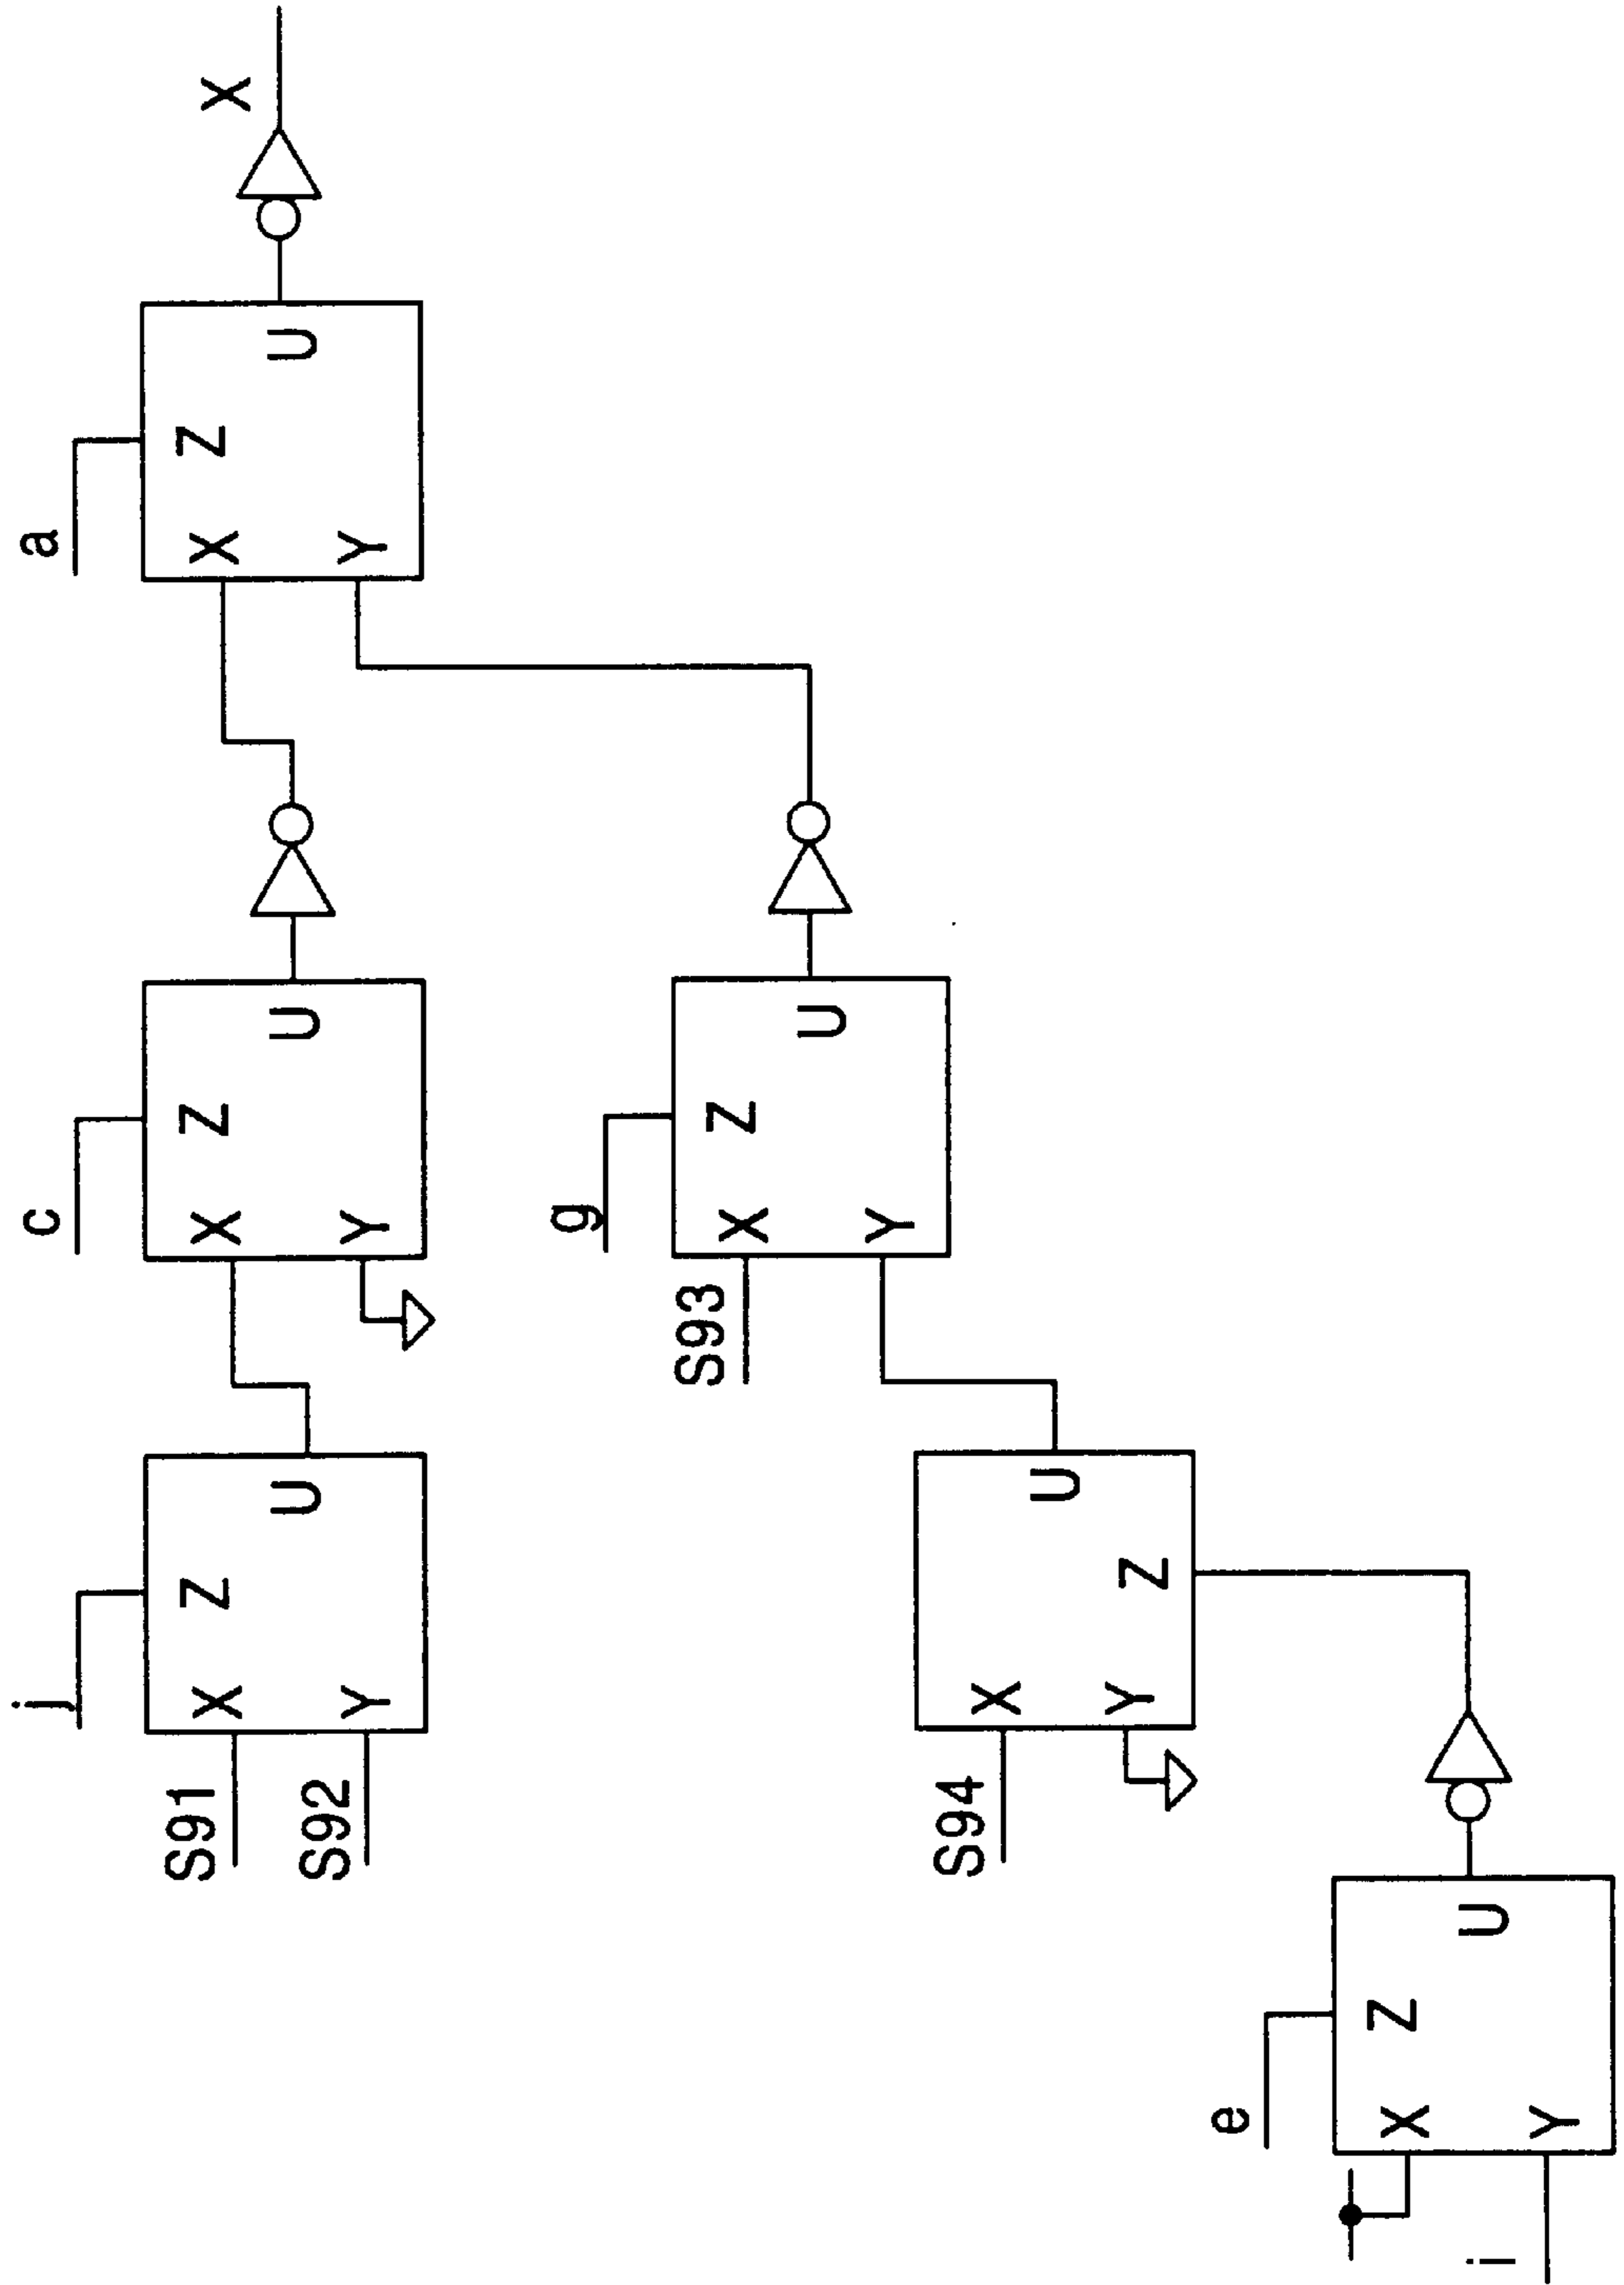 j c a
S91 X Z X Z X Z X
U U U
S92 Y Y Y
g
S93 X Z
U
Y
S94 X
U
Y Z
e
X Z
U
i
Y